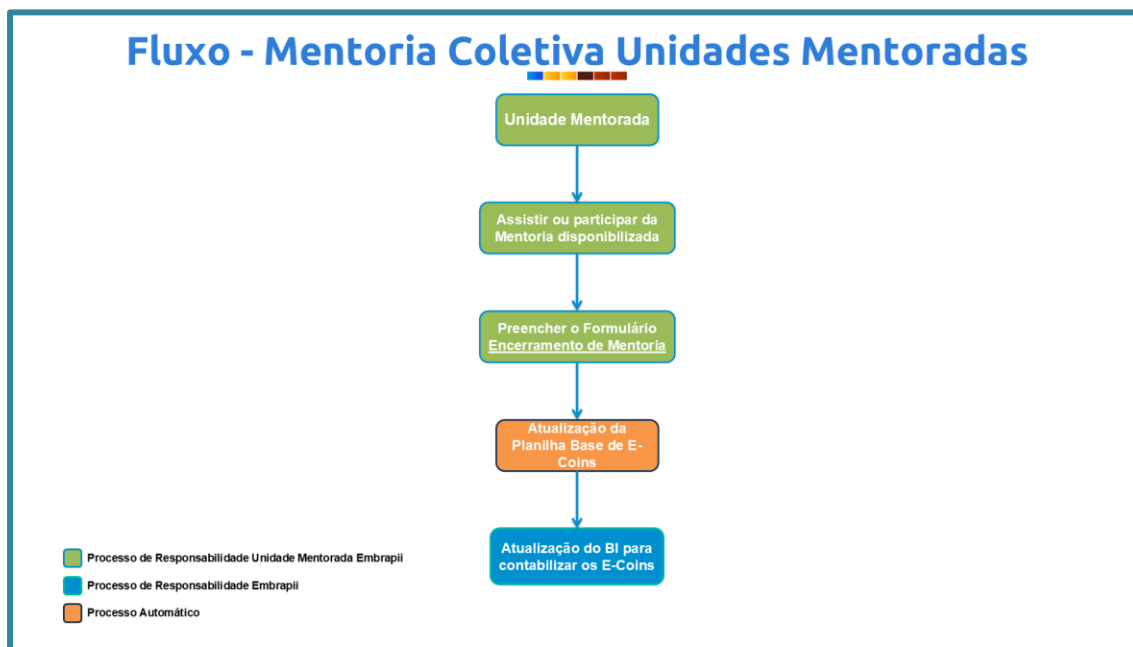 Fluxo - Mentoria Coletiva Unidades Mentoradas
Unidade Mentorada
Assistir ou participar da
Mentoria disponibilizada
Preencher o Formulário
Encerramento de Mentoria
Atualização da
Planilha Base de E-
Coins
Atualização do BI para
contabilizar os E-Coins
Processo de Responsabilidade Unidade Mentorada Embrapii
Processo de Responsabilidade Embrapii
Processo Automático